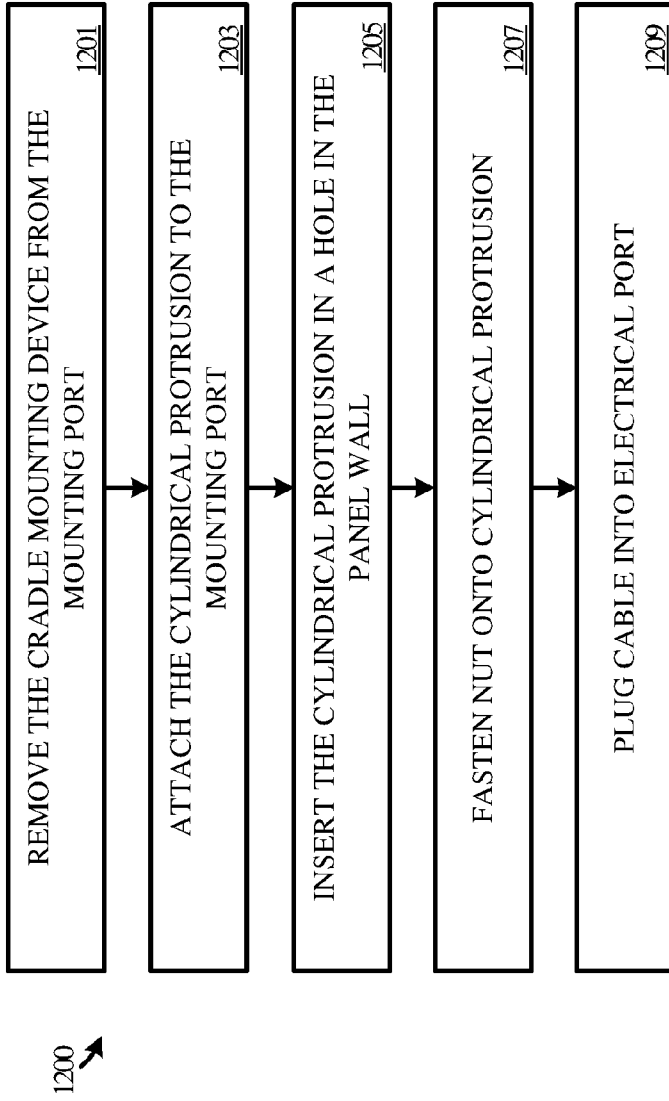 1200
REMOVE THE CRADLE MOUNTING DEVICE FROM THE
MOUNTING PORT
1201
ATTACH THE CYLINDRICAL PROTRUSION TO THE
MOUNTING PORT
1203
INSERT THE CYLINDRICAL PROTRUSION IN A HOLE IN THE
PANEL WALL
1205
FASTEN NUT ONTO CYLINDRICAL PROTRUSION
1207
PLUG CABLE INTO ELECTRICAL PORT
1209